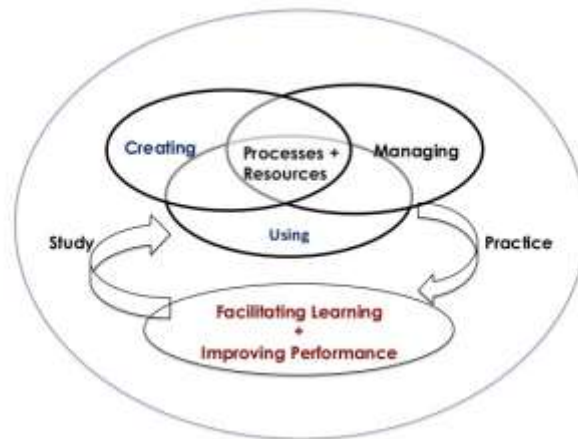 Creating
Processes +
Resources
Managing
Using
Study
Practice
Facilitating Learning
+
Improving Performance